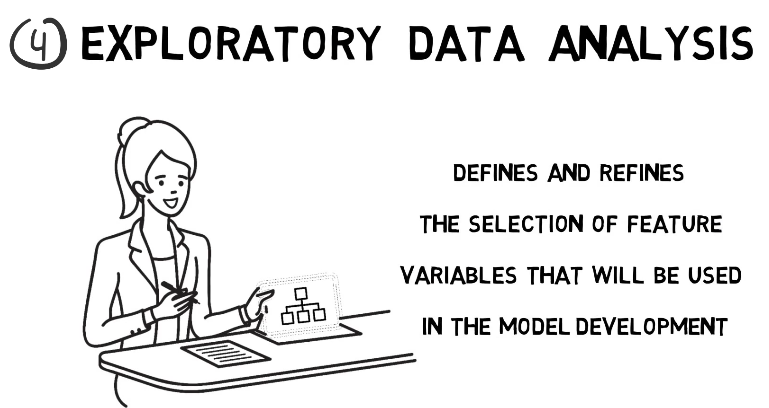 4 EXPLORATORY DATA ANALYSIS
DEFINES AND REFINES
THE SELECTION OF FEATURE
VARIABLES THAT WILL BE USED
IN THE MODEL DEVELOPMENT